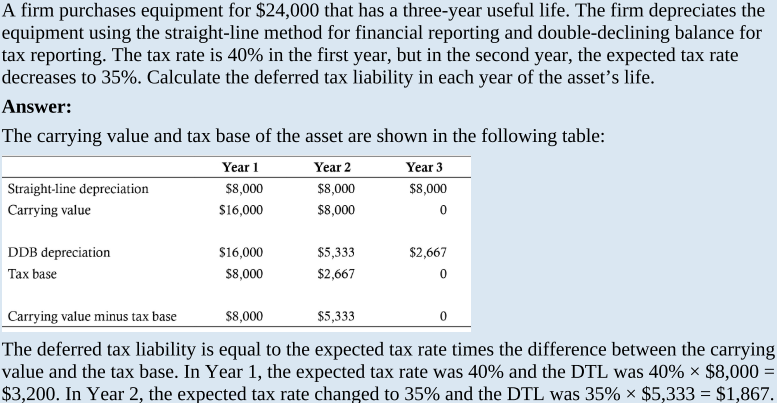 A firm purchases equipment for $24,000 that has a three-year useful life. The firm depreciates the
equipment using the straight-line method for financial reporting and double-declining balance for
tax reporting. The tax rate is 40% in the first year, but in the second year, the expected tax rate
decreases to 35%. Calculate the deferred tax liability in each year of the asset’s life.
Answer:
The carrying value and tax base of the asset are shown in the following table:
Year 1 Year 2 Year 3
Straight-line depreciation $8,000 $8,000 $8,000
Carrying value $16,000 $8,000 0
DDB depreciation $16,000 $5,333 $2,667
Tax base $8,000 $2,667 0
Carrying value minus tax base $8,000 $5,333 0
The deferred tax liability is equal to the expected tax rate times the difference between the carrying
value and the tax base. In Year 1, the expected tax rate was 40% and the DTL was 40% × $8,000 =
$3,200. In Year 2, the expected tax rate changed to 35% and the DTL was 35% × $5,333 = $1,867.